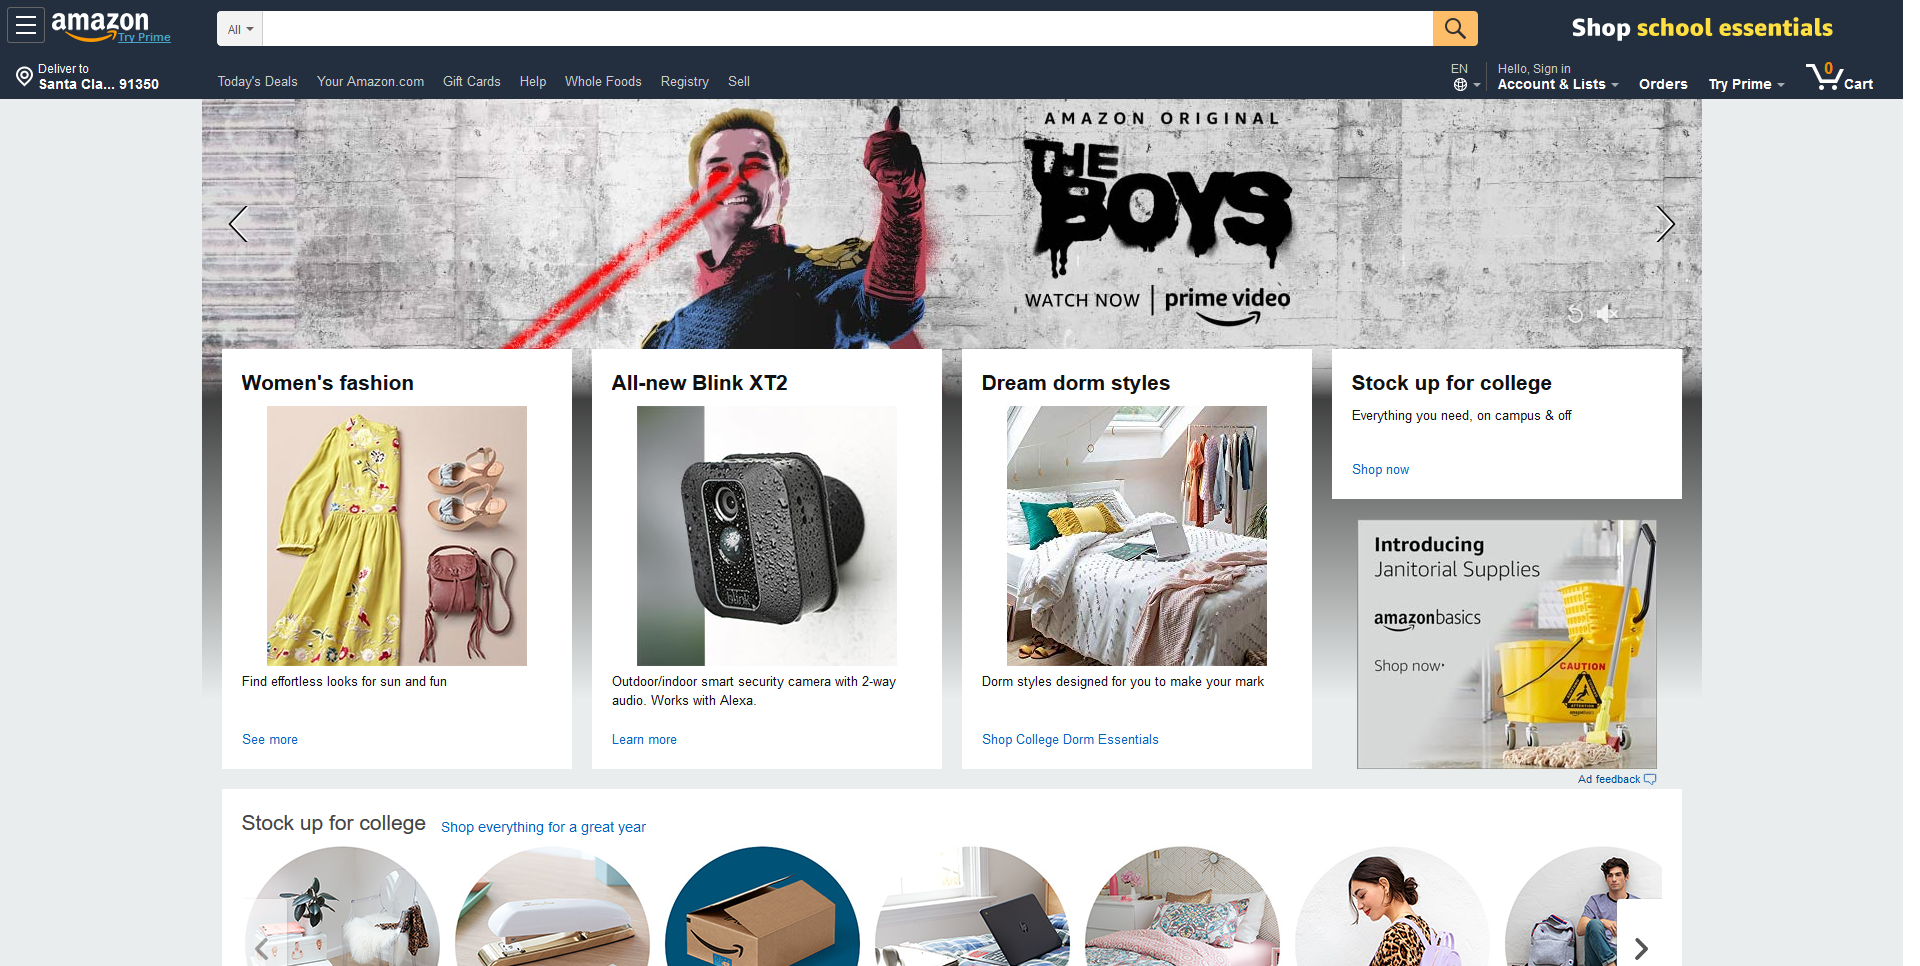 amazon
Try Prime
All
Shop school essentials
Deliver to
Santa Cla... 91350
Today's Deals
Your Amazon.com
Gift Cards
Help
Whole Foods
Registry
Sell
EN
Hello, Sign in
Account & Lists
Orders
Try Prime
0
Cart
AMAZON ORIGINAL
THE
BOYS
WATCH NOW | prime video
Women's fashion
Find effortless looks for sun and fun
See more
All-new Blink XT2
blink
Outdoor/indoor smart security camera with 2-way
audio. Works with Alexa.
Learn more
Dream dorm styles
Dorm styles designed for you to make your mark
Shop College Dorm Essentials
Stock up for college
Everything you need, on campus & off
Shop now
Introducing
Janitorial Supplies
amazonbasics
Shop now
CAUTION
ATTENTION
amazonbasics
Ad feedback
Stock up for college
Shop everything for a great year